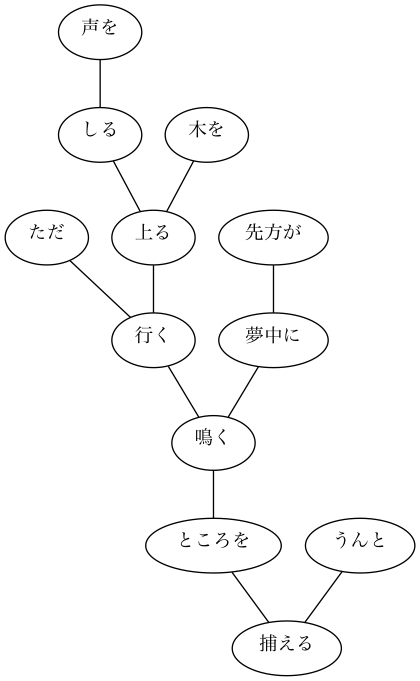 声を
しる 木を
ただ 上る 先方が
行く 夢中に
鳴く
ところを うんと
捕える